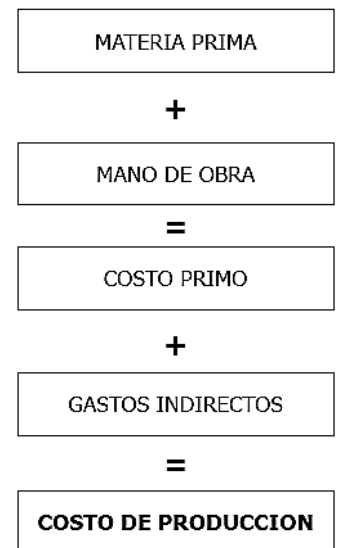 MATERIA PRIMA
+
MANO DE OBRA
=
COSTO PRIMO
+
GASTOS INDIRECTOS
=
COSTO DE PRODUCCION